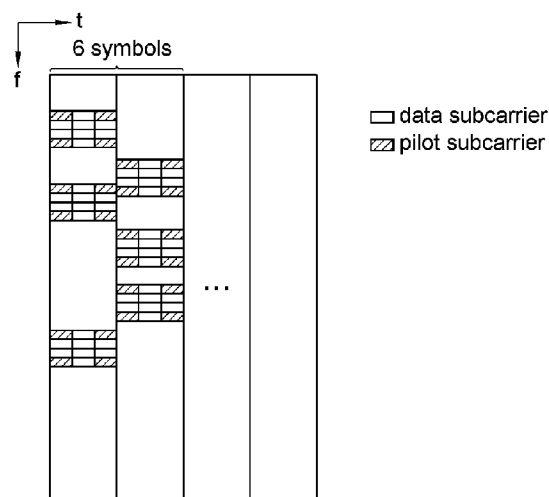 t
6 symbols
f
data subcarrier
pilot subcarrier
...